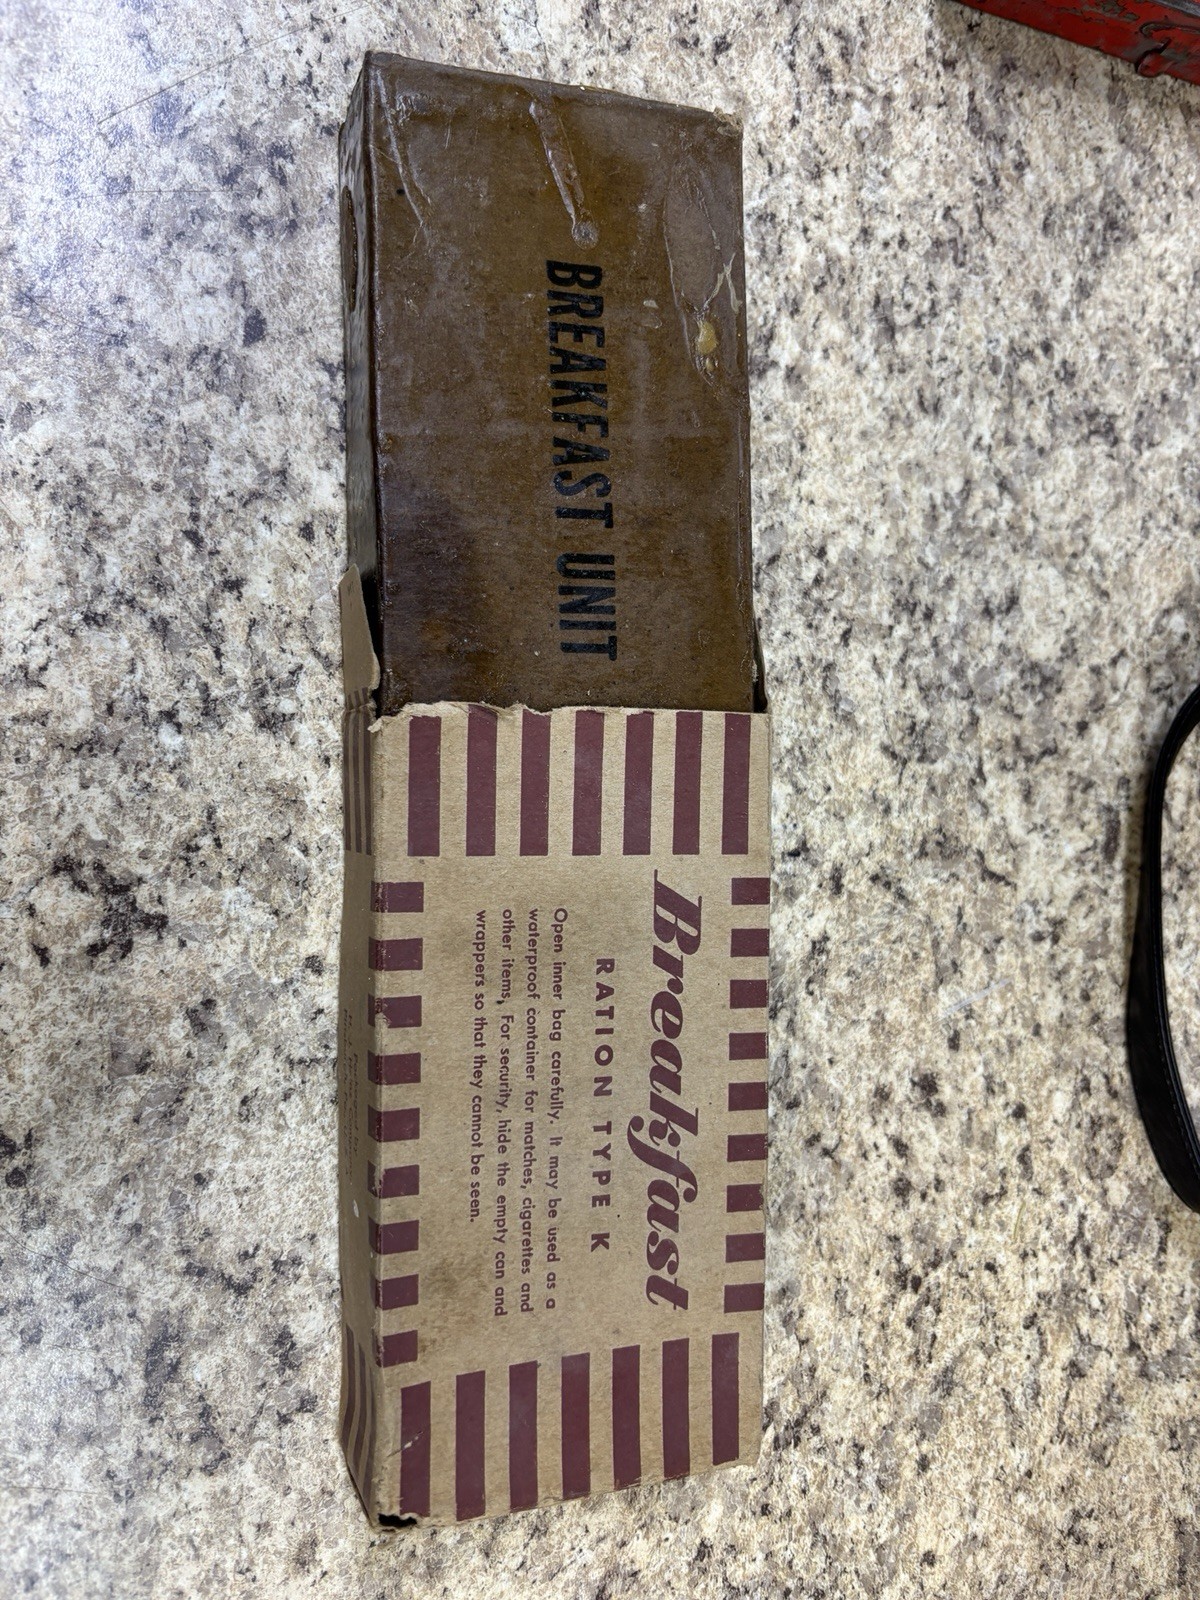 BREAKFAST UNIT
Breakfast
RATION TYPE K
Open inner bag carefully. It may be used as a
waterproof container for matches, cigarettes and
other items. For security, hide the empty can and
wrappers so that they cannot be seen.